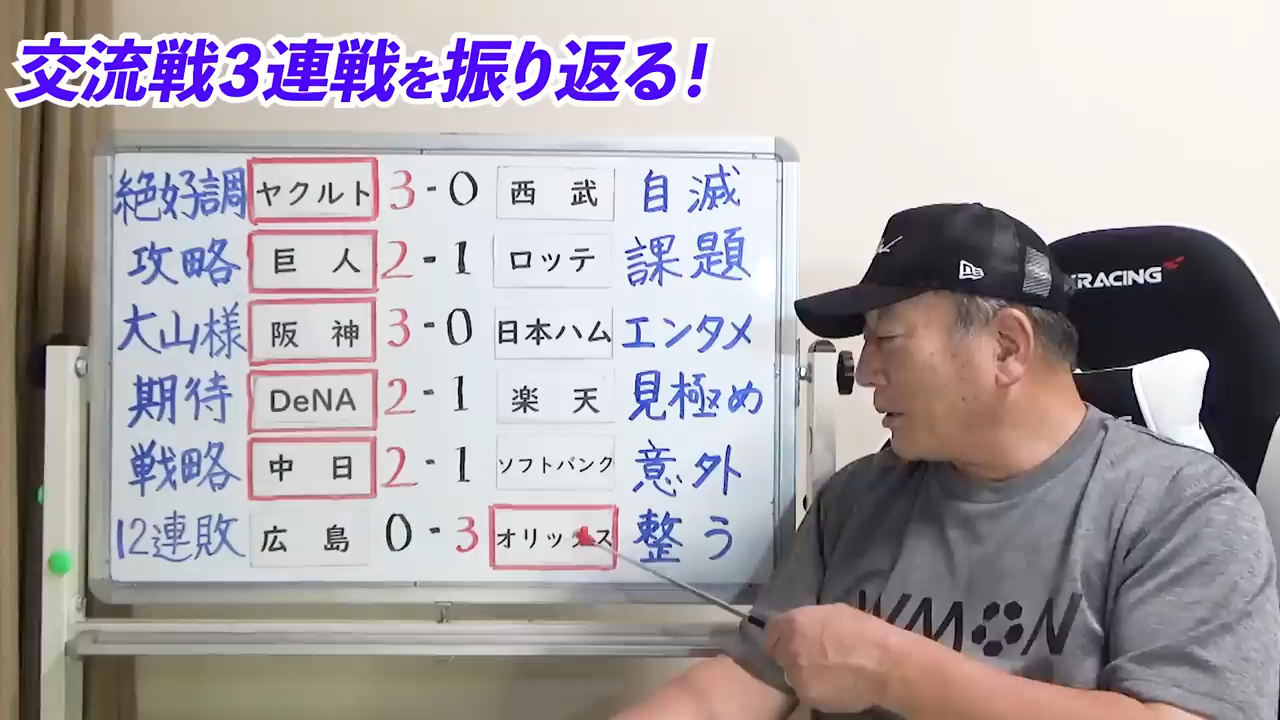 交流戦3連戦を振り返る!
絶好調 ヤクルト 3-0 西武 自滅
攻略 巨人 2-1 ロッテ 課題
大山様 阪神 3-0 日本ハム エンタメ
期待 DeNA 2-1 楽天 見極め
戦略 中日 2-1 ソフトバンク 意外
12連敗 広島 0-3 オリックス 整う
RACING